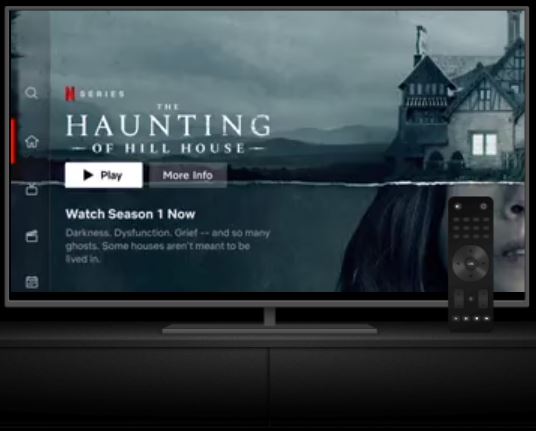 N SERIES
THE
HAUNTING
OF HILL HOUSE
Play
More Info
Watch Season 1 Now
Darkness. Dysfunction. Grief -- and so many
ghosts. Some houses aren't meant to be
lived in.